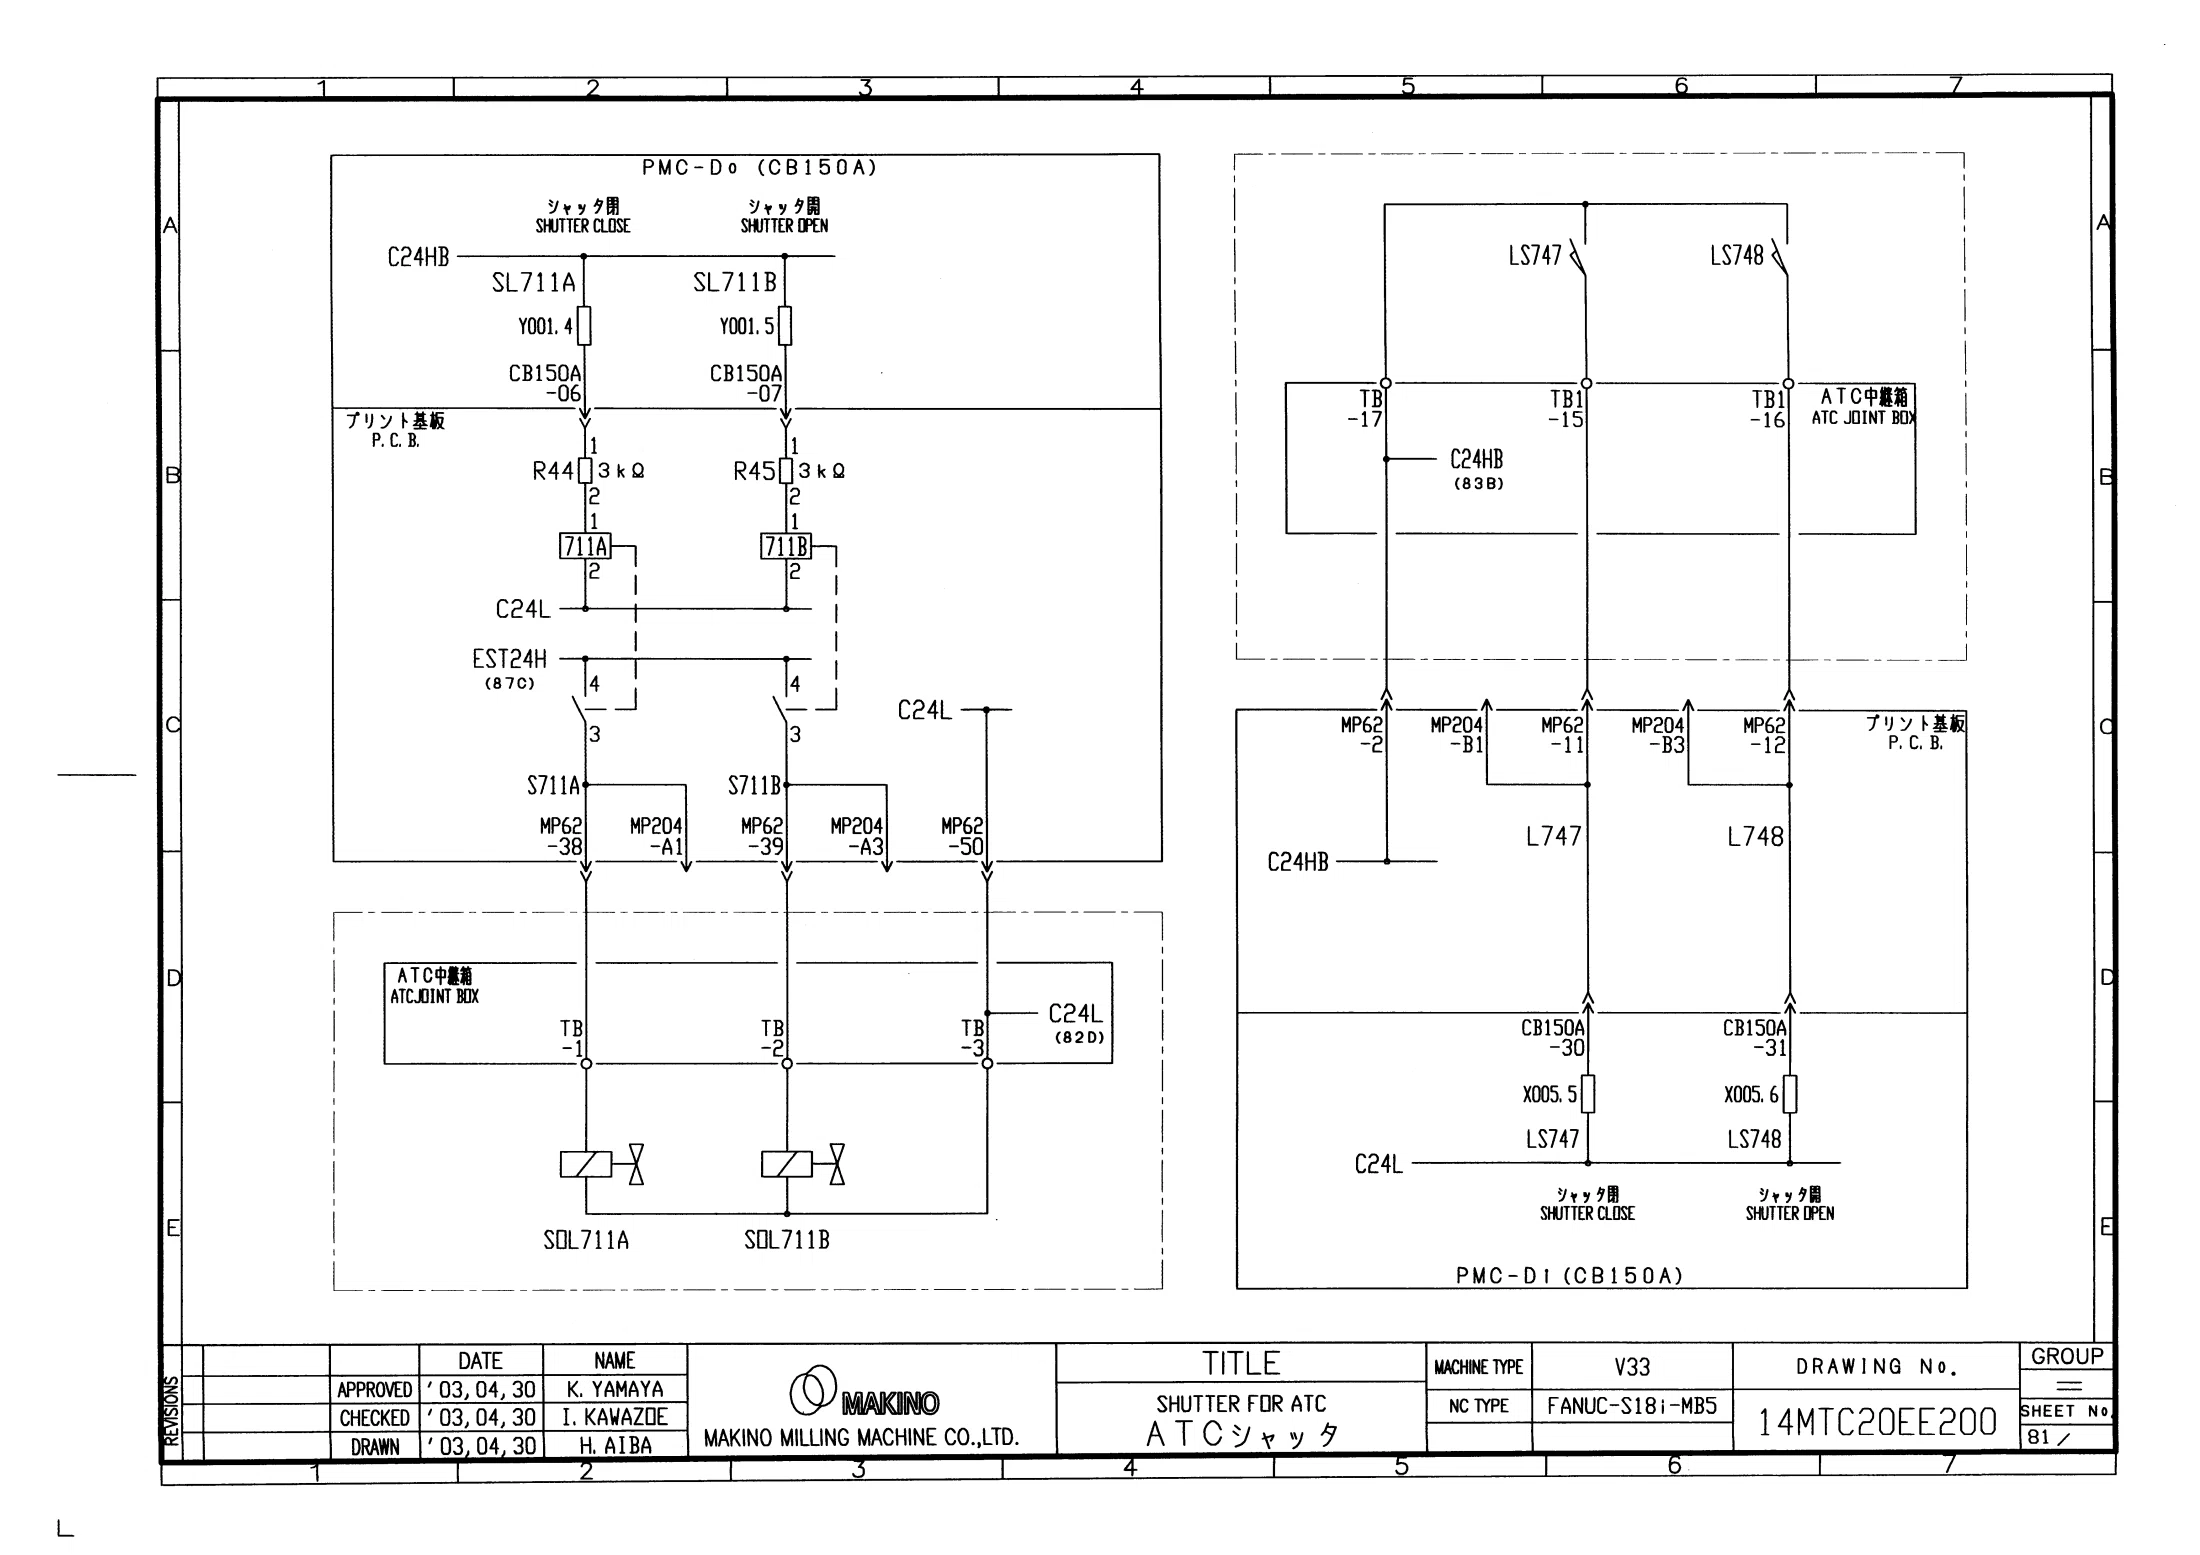 1 2 3 4 5 6 7
A
B
C
D
E
PMC-Do (CB150A)
シャッタ閉
SHUTTER CLOSE
シャッタ開
SHUTTER OPEN
C24HB
SL711A
SL711B
Y001.4
Y001.5
CB150A
-06
CB150A
-07
プリント基板
P.C.B.
1
R44 3kΩ
2
1
R45 3kΩ
2
1
711A
2
1
711B
2
C24L
EST24H
(87C)
4
3
4
3
C24L
S711A
S711B
MP62
-38
MP204
-A1
MP62
-39
MP204
-A3
MP62
-50
ATC中継箱
ATCJOINT BOX
TB
-1
TB
-2
TB
-3
C24L
(82D)
SOL711A
SOL711B
LS747
LS748
TB
-17
TB1
-15
TB1
-16
ATC中継箱
ATC JOINT BOX
C24HB
(83B)
MP62
-2
MP204
-B1
MP62
-11
MP204
-B3
MP62
-12
プリント基板
P.C.B.
L747
L748
C24HB
CB150A
-30
CB150A
-31
X005.5
X005.6
LS747
LS748
C24L
シャッタ閉
SHUTTER CLOSE
シャッタ開
SHUTTER OPEN
PMC-Di (CB150A)
A
B
C
D
E
REVISIONS
DATE NAME
APPROVED '03,04,30 K. YAMAYA
CHECKED '03,04,30 I. KAWAZOE
DRAWN '03,04,30 H. AIBA
MAKINO
MAKINO MILLING MACHINE CO.,LTD.
TITLE
SHUTTER FOR ATC
ATCシャッタ
MACHINE TYPE V33
NC TYPE FANUC-S18i-MB5
DRAWING No.
14MTC20EE200
GROUP
=
SHEET No.
81/
1 2 3 4 5 6 7